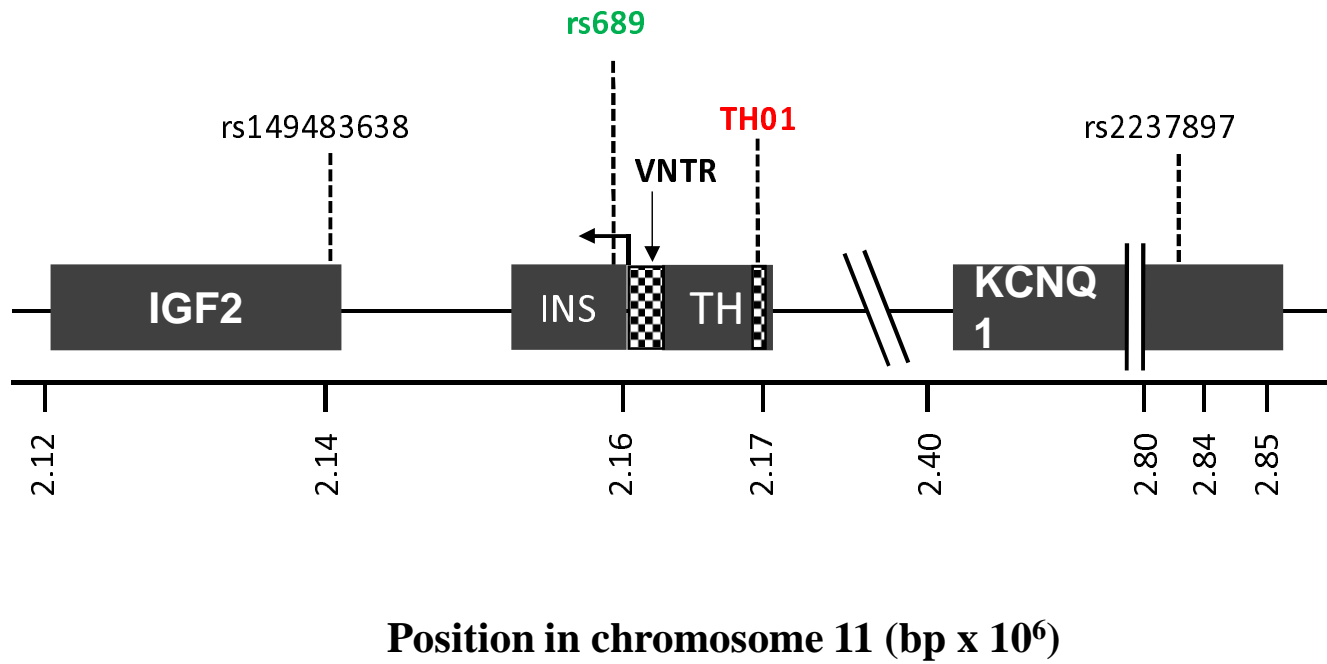 rs689
TH01
rs149483638
rs2237897
VNTR
IGF2
INS
TH
KCNQ
1
2.12
2.14
2.16
2.17
2.40
2.80
2.84
2.85
Position in chromosome 11 (bp x 10⁶)